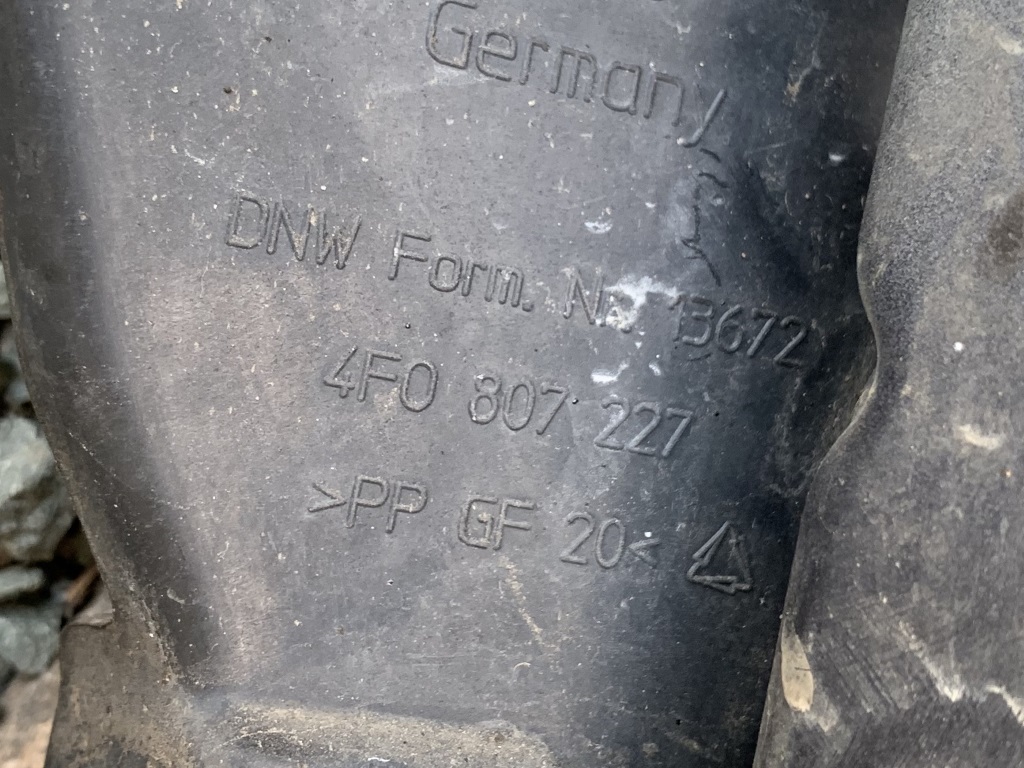 Germany
DNW Form. Nr. 13672
4F0 807 227
>PP GF 20<